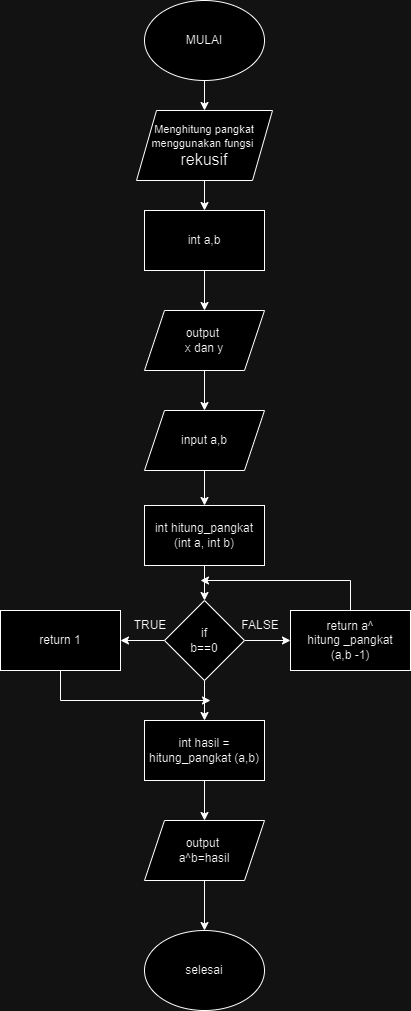 MULAI
Menghitung pangkat
menggunakan fungsi
rekusif
int a,b
output
x dan y
input a,b
int hitung_pangkat
(int a, int b)
TRUE
if
b==0
FALSE
return 1
return a^
hitung _pangkat
(a,b -1)
int hasil =
hitung_pangkat (a,b)
output
a^b=hasil
selesai